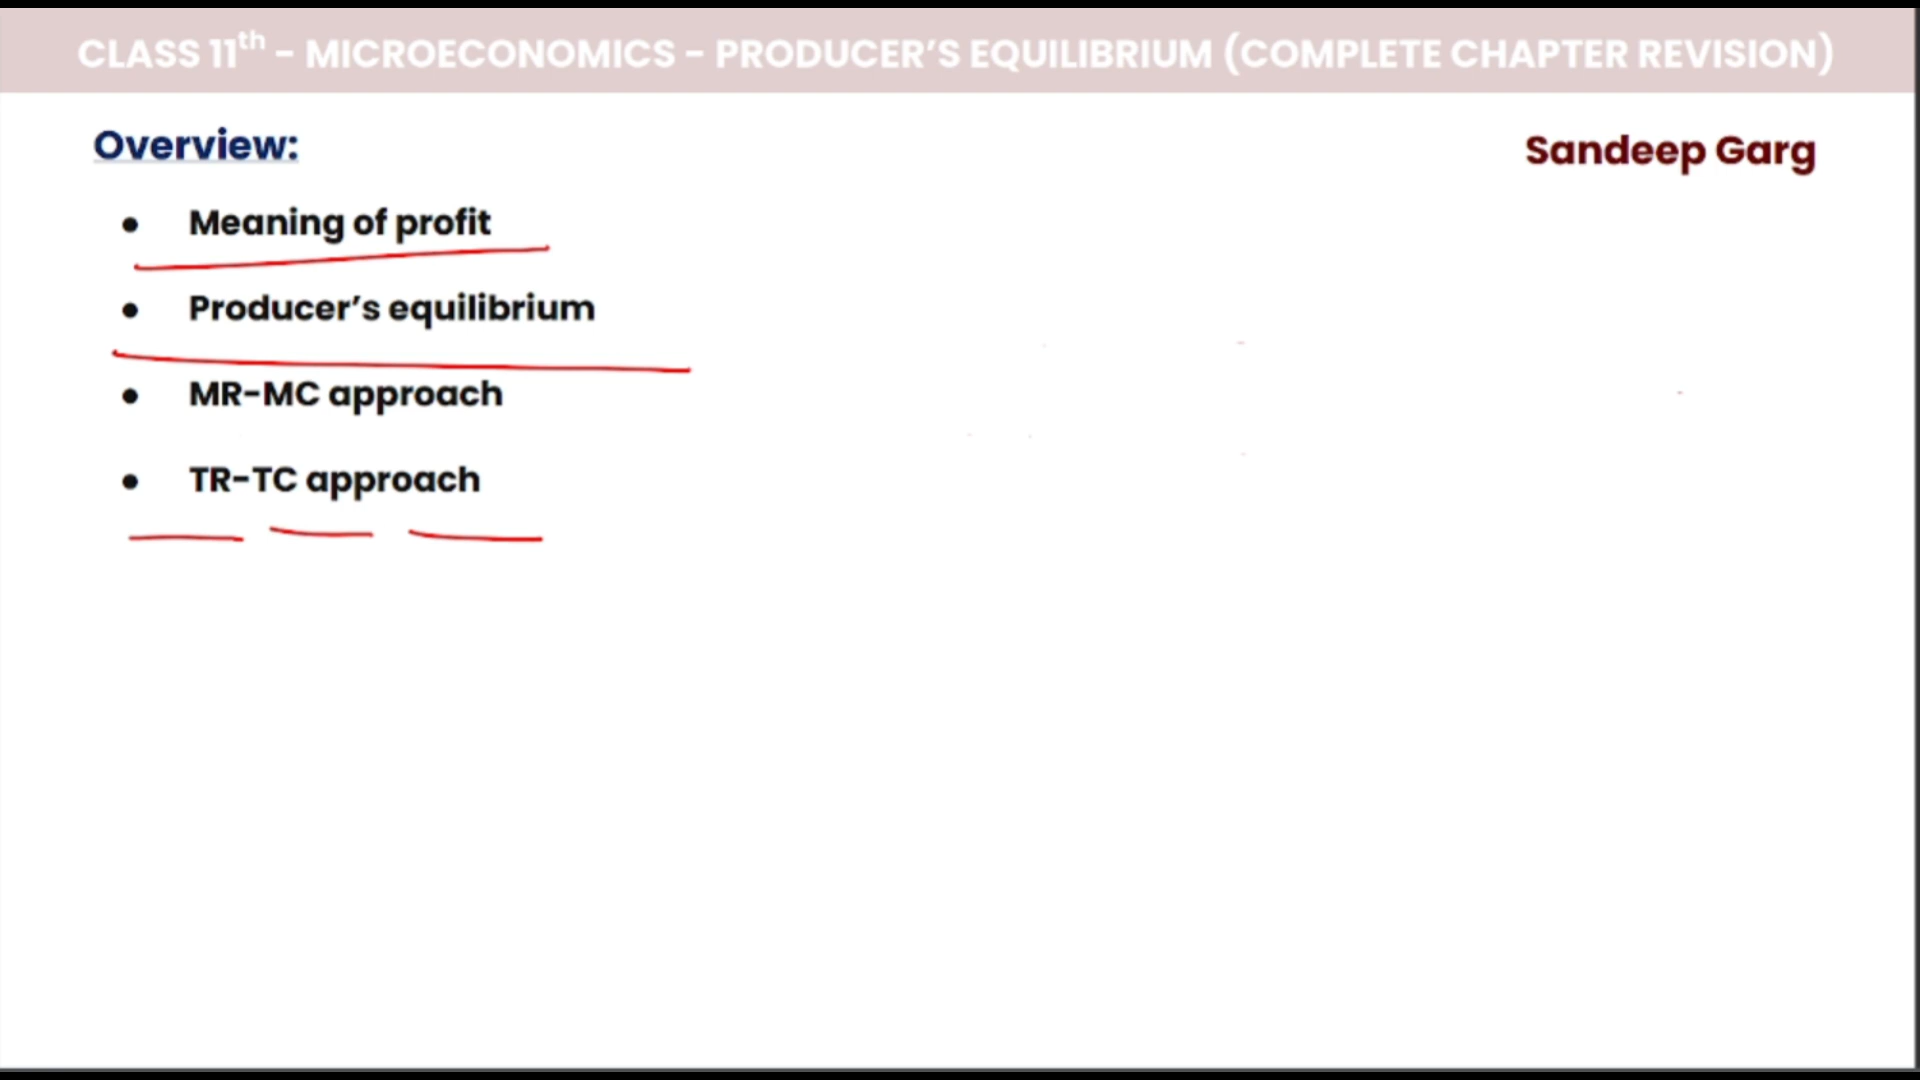 CLASS 11th - MICROECONOMICS - PRODUCER’S EQUILIBRIUM (COMPLETE CHAPTER REVISION)
Overview:
Sandeep Garg
● Meaning of profit
● Producer’s equilibrium
● MR-MC approach
● TR-TC approach